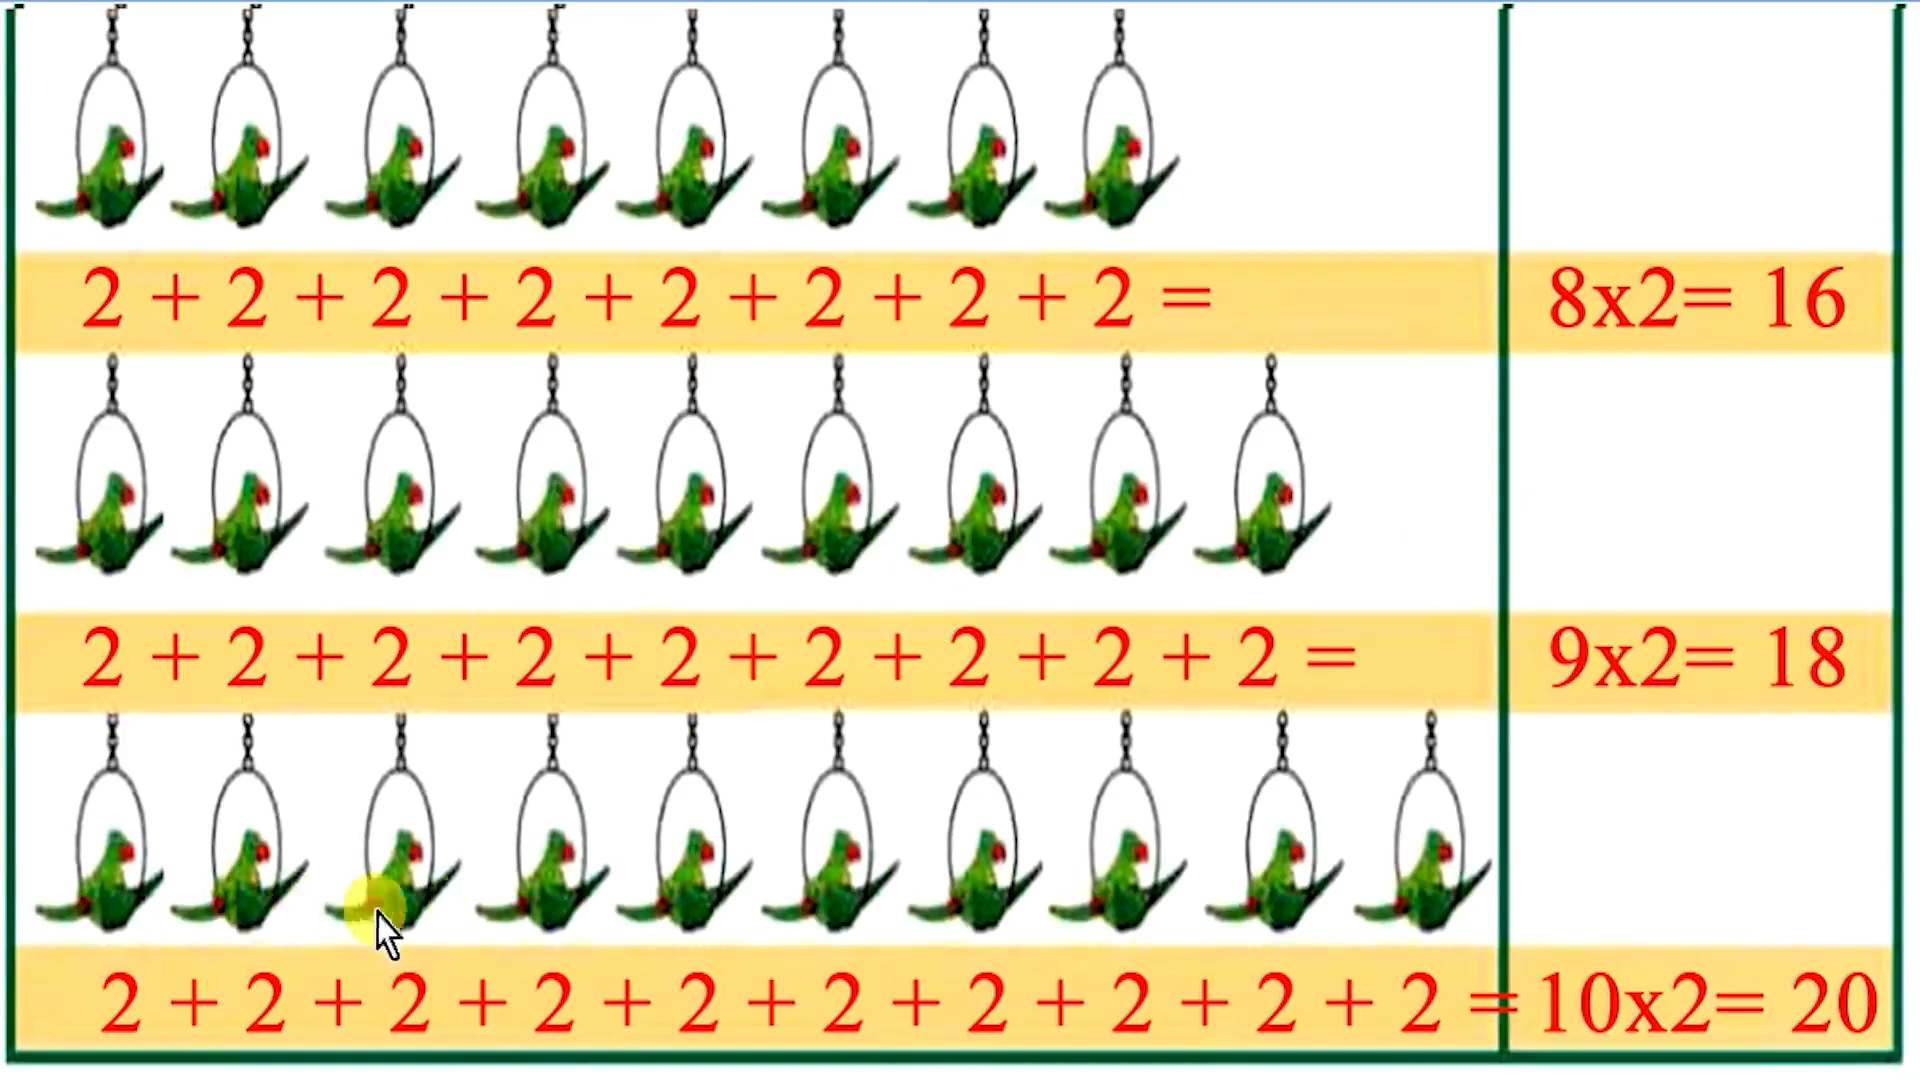 2 + 2 + 2 + 2 + 2 + 2 + 2 + 2 = 8x2= 16
2 + 2 + 2 + 2 + 2 + 2 + 2 + 2 + 2 = 9x2= 18
2 + 2 + 2 + 2 + 2 + 2 + 2 + 2 + 2 + 2 = 10x2= 20